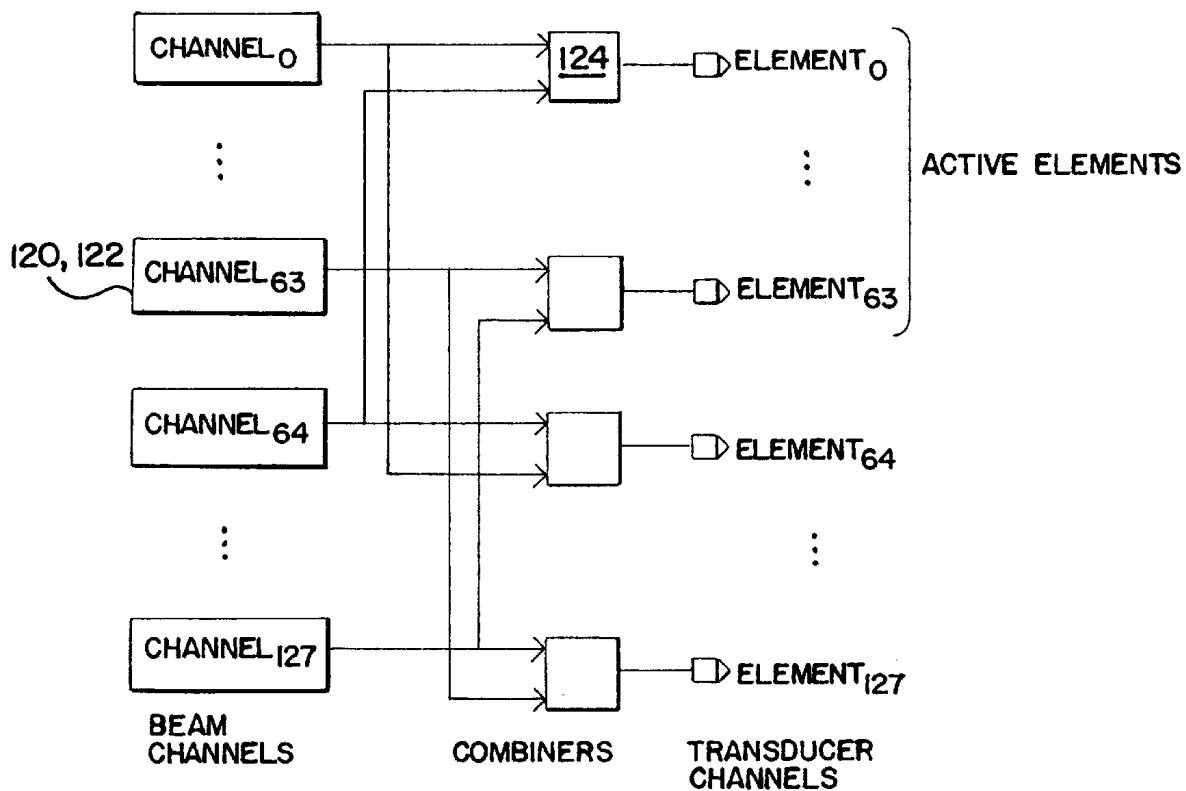 CHANNEL0
124
ELEMENT0
ACTIVE ELEMENTS
120, 122
CHANNEL63
ELEMENT63
CHANNEL64
ELEMENT64
CHANNEL127
ELEMENT127
BEAM
CHANNELS
COMBINERS
TRANSDUCER
CHANNELS